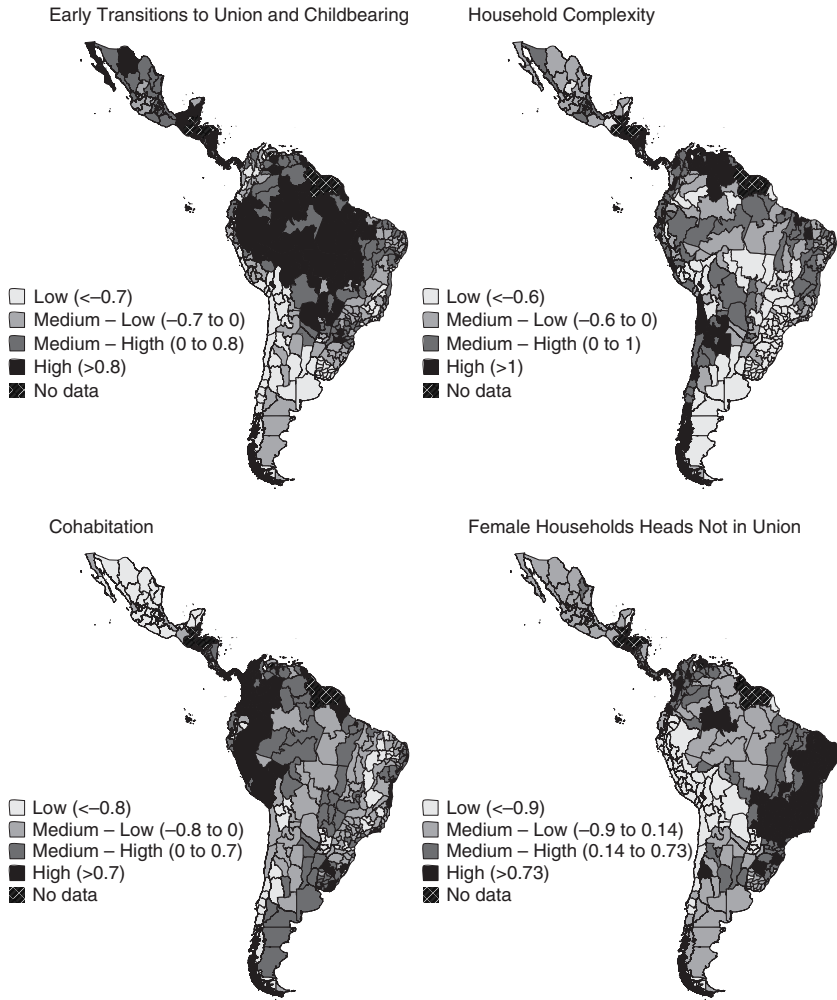 Early Transitions to Union and Childbearing
Low (<–0.7)
Medium – Low (–0.7 to 0)
Medium – Higth (0 to 0.8)
High (>0.8)
No data
Household Complexity
Low (<–0.6)
Medium – Low (–0.6 to 0)
Medium – Higth (0 to 1)
High (>1)
No data
Cohabitation
Low (<–0.8)
Medium – Low (–0.8 to 0)
Medium – Higth (0 to 0.7)
High (>0.7)
No data
Female Households Heads Not in Union
Low (<–0.9)
Medium – Low (–0.9 to 0.14)
Medium – Higth (0.14 to 0.73)
High (>0.73)
No data